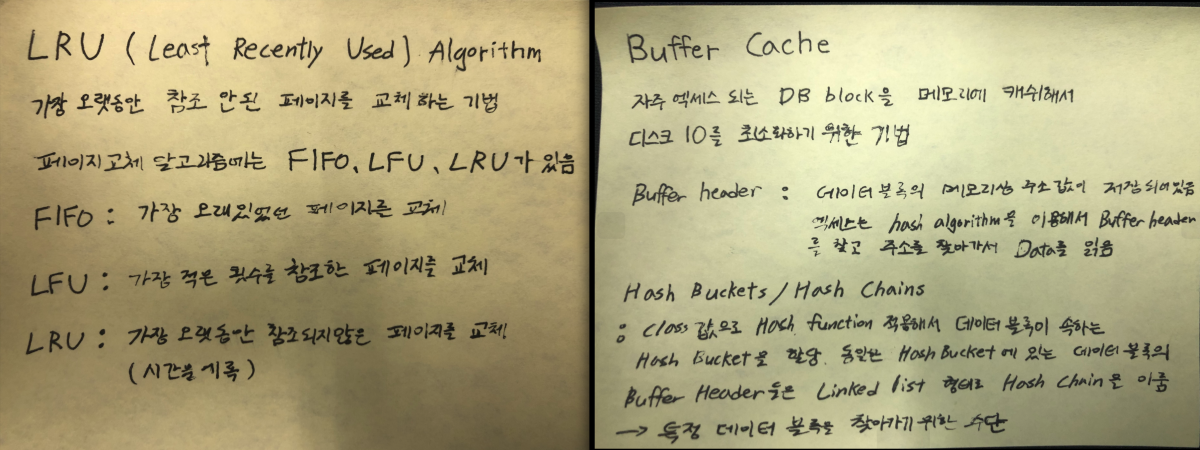 LRU (Least Recently Used) Algorithm
가장 오랫동안 참조 안된 페이지를 교체하는 기법
페이지교체 알고리즘에는 FIFO, LFU, LRU가 있음
FIFO : 가장 오래있었던 페이지를 교체
LFU : 가장 적은 횟수를 참조한 페이지를 교체
LRU : 가장 오랫동안 참조되지않은 페이지를 교체
(시간을 기록)
Buffer Cache
자주 엑세스 되는 DB block을 메모리에 캐쉬해서
디스크 IO를 최소화하기 위한 기법
Buffer header : 데이터 블록의 메모리상 주소값이 저장되어있음
엑세스는 hash algorithm을 이용해서 Buffer header
를 찾고 주소를 찾아가서 Data를 읽음
Hash Buckets / Hash Chains
: Class 값으로 Hash function 적용해서 데이터 블록이 속하는
Hash Bucket을 할당. 동일한 Hash Bucket에 있는 데이터 블록의
Buffer Header들은 Linked list 형태로 Hash Chain을 이룸
→ 특정 데이터 블록을 찾아가기 위한 수단